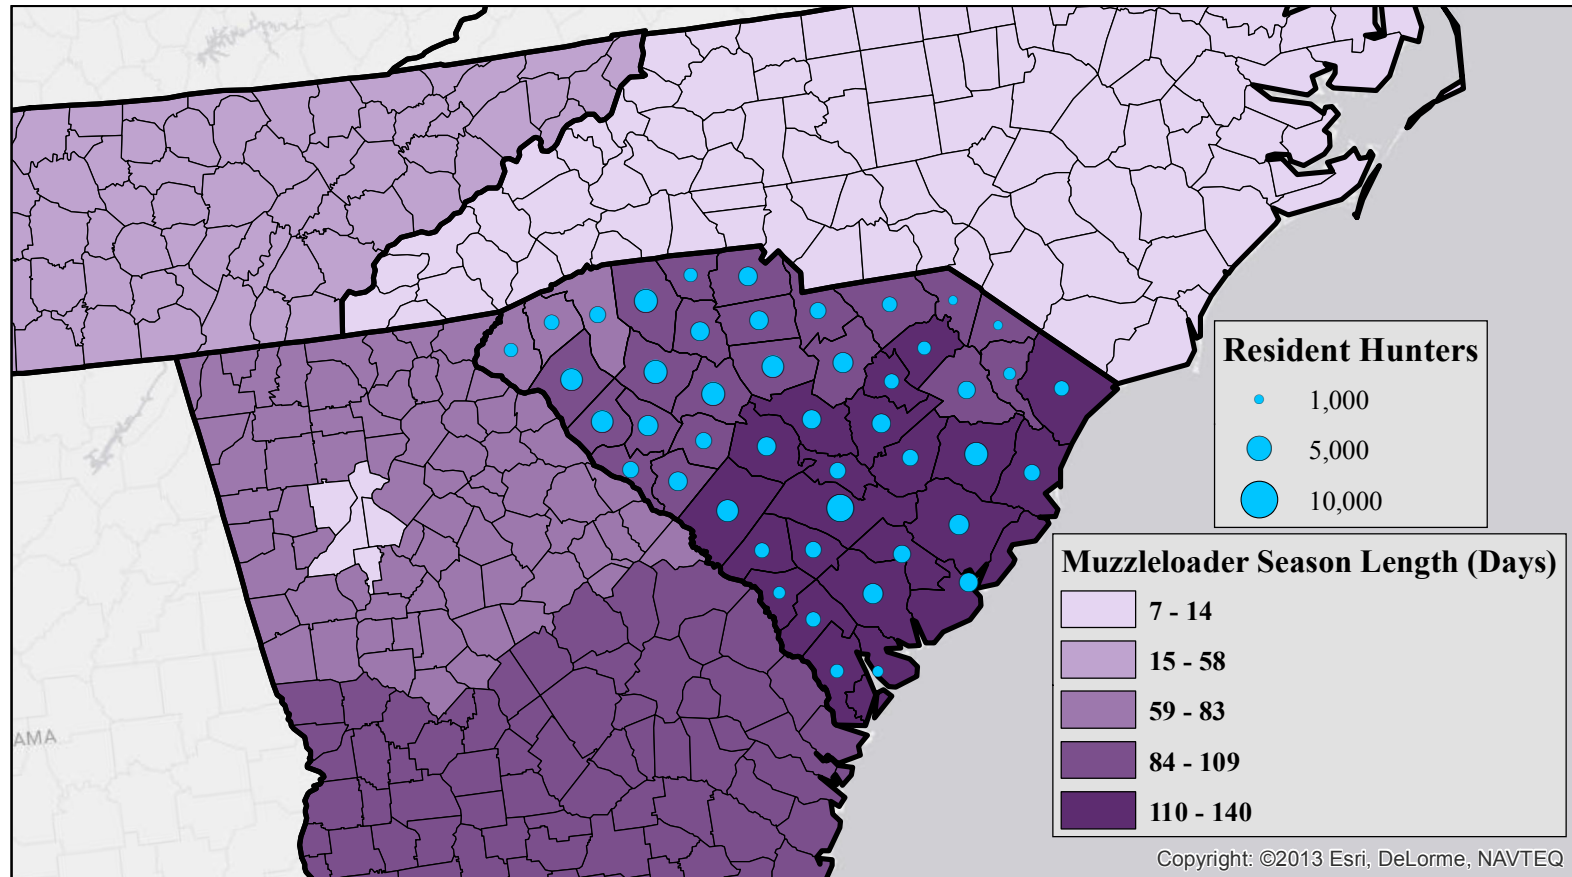 Resident Hunters
1,000
5,000
10,000
Muzzleloader Season Length (Days)
7 - 14
15 - 58
59 - 83
84 - 109
110 - 140
AMA
Copyright: ©2013 Esri, DeLorme, NAVTEQ